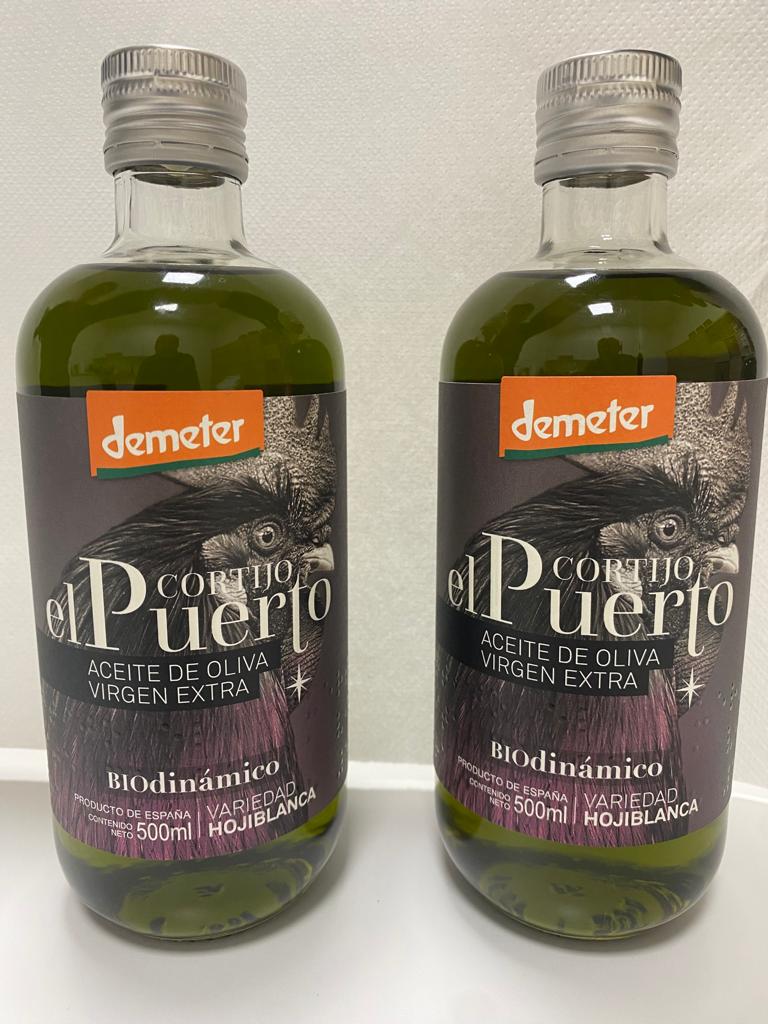 demeter
CORTIJO
el Puerto
ACEITE DE OLIVA
VIRGEN EXTRA
BIOdinámico
PRODUCTO DE ESPAÑA
CONTENIDO
NETO 500ml
VARIEDAD
HOJIBLANCA
demeter
CORTIJO
el Puerto
ACEITE DE OLIVA
VIRGEN EXTRA
BIOdinámico
PRODUCTO DE ESPAÑA
CONTENIDO
NETO 500ml
VARIEDAD
HOJIBLANCA